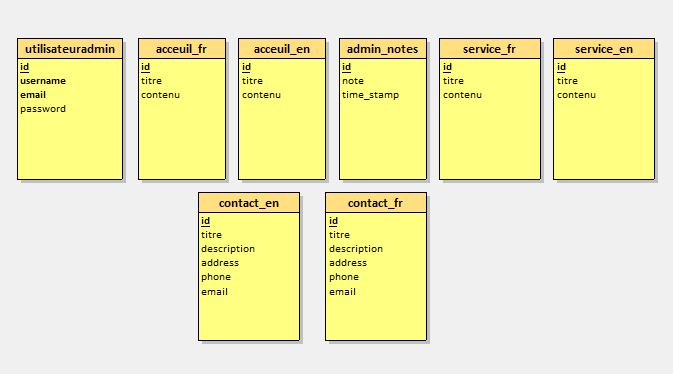 utilisateuradmin
id
username
email
password
acceuil_fr
id
titre
contenu
acceuil_en
id
titre
contenu
admin_notes
id
note
time_stamp
service_fr
id
titre
contenu
service_en
id
titre
contenu
contact_en
id
titre
description
address
phone
email
contact_fr
id
titre
description
address
phone
email